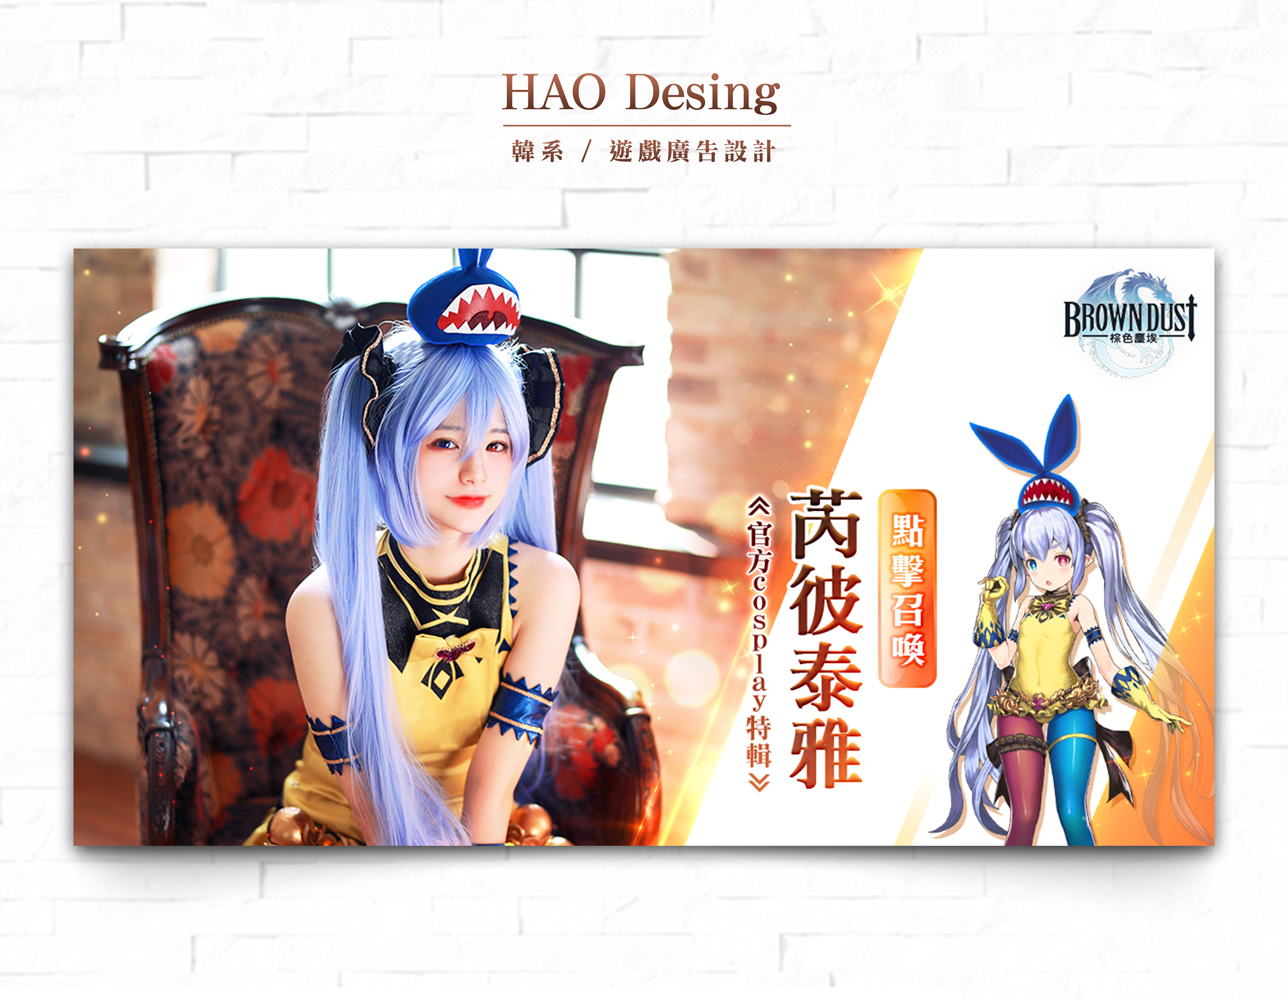 HAO Desing
韓系 / 遊戲廣告設計
BROWN DUST
棕色塵埃
點擊召喚
芮彼泰雅
《官方cosplay特輯》